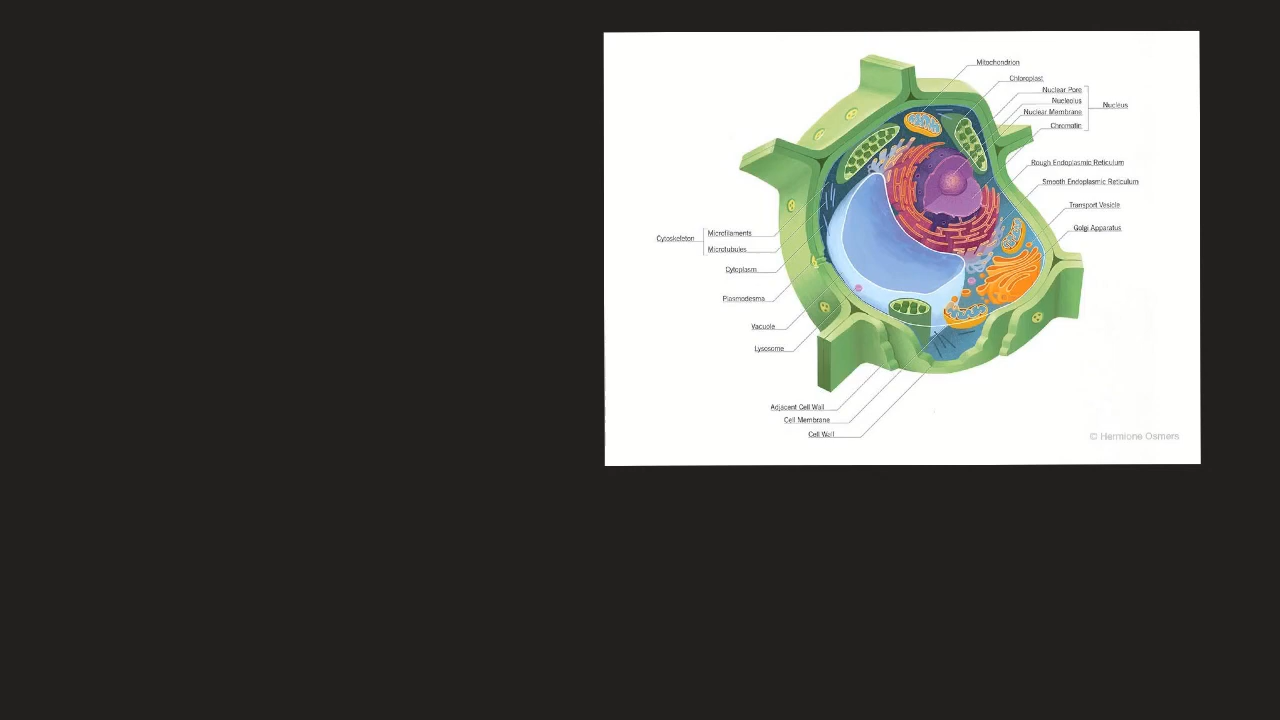 Mitochondrion
Chloroplast
Nuclear Pore
Nucleolus
Nucleus
Nuclear Membrane
Chromatin
Rough Endoplasmic Reticulum
Smooth Endoplasmic Reticulum
Transport Vesicle
Golgi Apparatus
Cytoskeleton
Microfilaments
Microtubules
Cytoplasm
Plasmodesma
Vacuole
Lysosome
Adjacent Cell Wall
Cell Membrane
Cell Wall
© Hermione Osmers